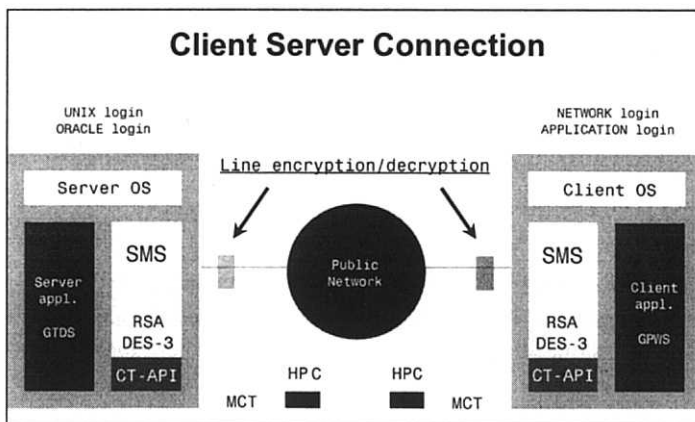 Client Server Connection
UNIX login
ORACLE login
NETWORK login
APPLICATION login
Line encryption/decryption
Server OS
Server
appl.
GTDS
SMS
RSA
DES-3
CT-API
Public
Network
Client OS
SMS
RSA
DES-3
CT-API
Client
appl.
GPWS
HPC
HPC
MCT
MCT